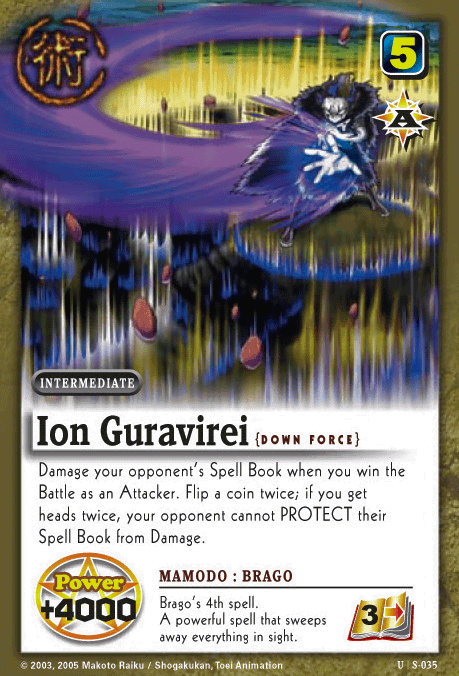 術
5
A
INTERMEDIATE
Ion Guravirei {DOWN FORCE}
Damage your opponent's Spell Book when you win the
Battle as an Attacker. Flip a coin twice; if you get
heads twice, your opponent cannot PROTECT their
Spell Book from Damage.
Power
+4000
MAMODO : BRAGO
Brago's 4th spell.
A powerful spell that sweeps
away everything in sight.
3
© 2003, 2005 Makoto Raiku / Shogakukan, Toei Animation
U S-035